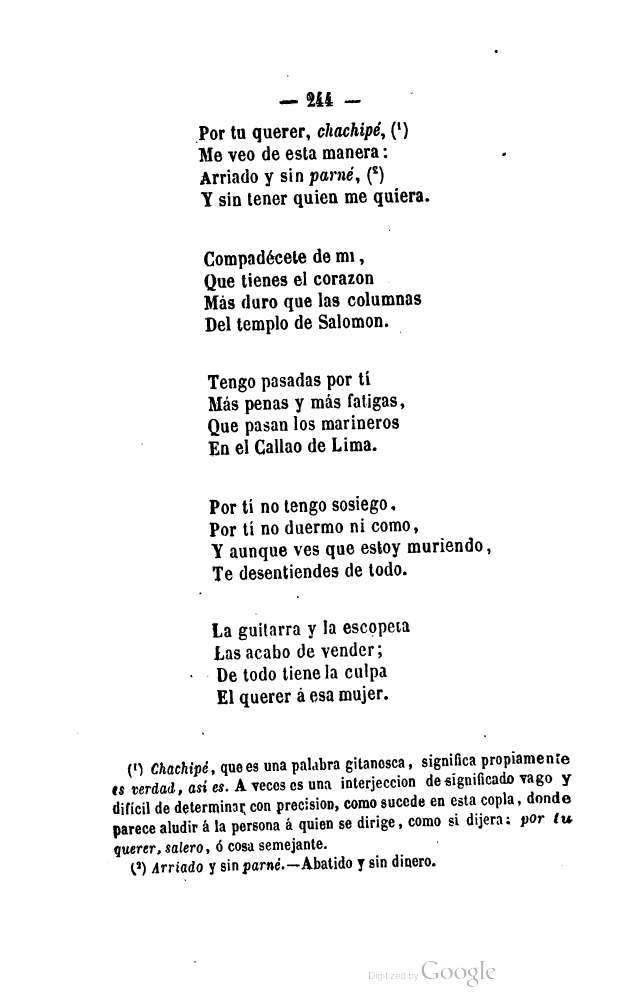 — 244 —
Por tu querer, chachipé, (¹)
Me veo de esta manera:
Arriado y sin parné, (²)
Y sin tener quien me quiera.
Compadécete de mı,
Que tienes el corazon
Más duro que las columnas
Del templo de Salomon.
Tengo pasadas por tí
Más penas y más fatigas,
Que pasan los marineros
En el Callao de Lima.
Por tí no tengo sosiego.
Por tí no duermo ni como,
Y aunque ves que estoy muriendo,
Te desentiendes de todo.
La guitarra y la escopeta
Las acabo de vender;
De todo tiene la culpa
El querer á esa mujer.
(¹) Chachipé, que es una palabra gitanosca, significa propiamente
es verdad, así es. A veces es una interjeccion de significado vago y
difícil de determinar con precision, como sucede en esta copla, donde
parece aludir á la persona á quien se dirige, como si dijera: por tu
querer, salero, ó cosa semejante.
(²) Arriado y sin parné.—Abatido y sin dinero.
Digitized by Google